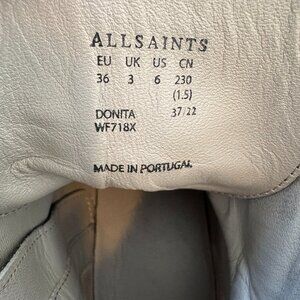 ALLSAINTS
EU UK US CN
36 3 6 230
(1.5)
DONITA 37/22
WF718X
MADE IN PORTUGAL